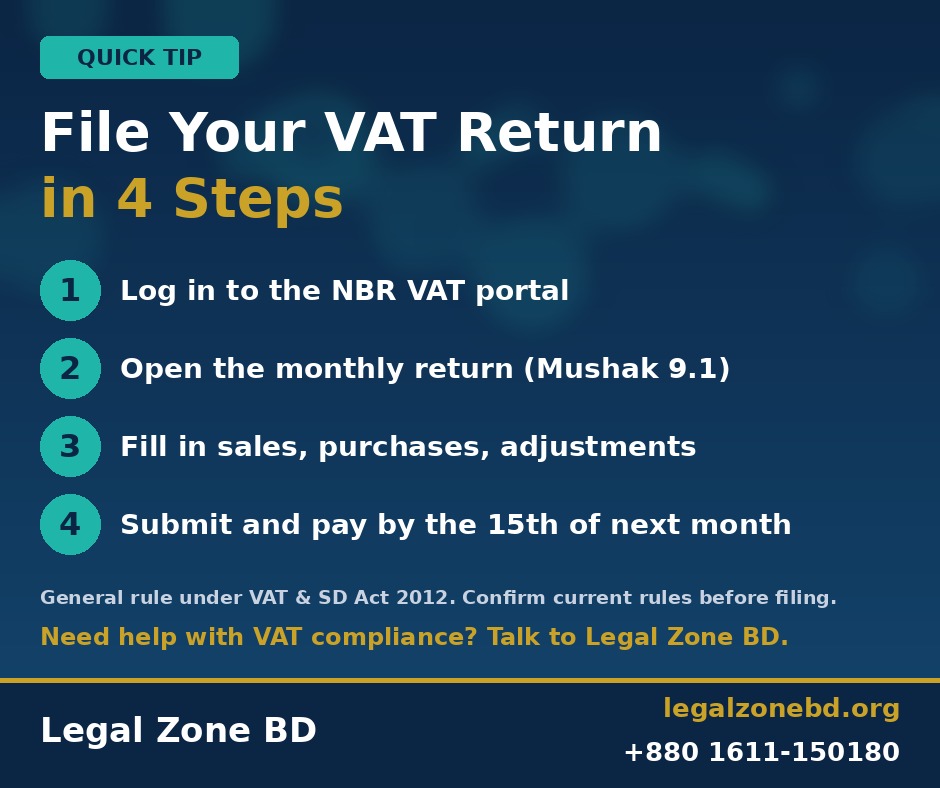 QUICK TIP
File Your VAT Return
in 4 Steps
1 Log in to the NBR VAT portal
2 Open the monthly return (Mushak 9.1)
3 Fill in sales, purchases, adjustments
4 Submit and pay by the 15th of next month
General rule under VAT & SD Act 2012. Confirm current rules before filing.
Need help with VAT compliance? Talk to Legal Zone BD.
Legal Zone BD
legalzonebd.org
+880 1611-150180